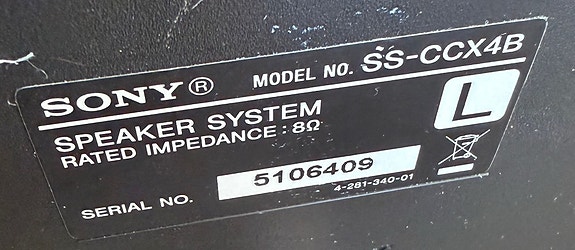 SONY® MODEL NO. SS-CCX4B
SPEAKER SYSTEM
RATED IMPEDANCE : 8Ω
L
SERIAL NO. 5106409
4-281-340-01